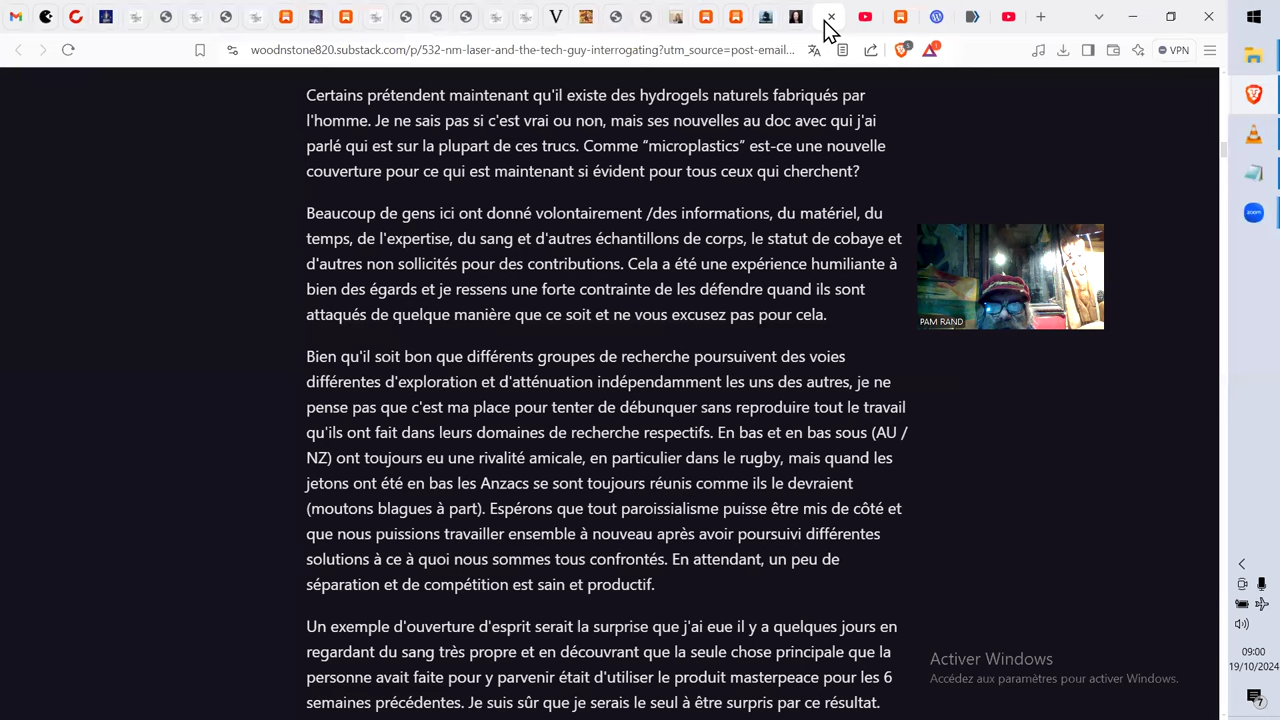 woodnstone820.substack.com/p/532-nm-laser-and-the-tech-guy-interrogating?utm_source=post-email...
VPN
Certains prétendent maintenant qu'il existe des hydrogels naturels fabriqués par
l'homme. Je ne sais pas si c'est vrai ou non, mais ses nouvelles au doc avec qui j'ai
parlé qui est sur la plupart de ces trucs. Comme “microplastics” est-ce une nouvelle
couverture pour ce qui est maintenant si évident pour tous ceux qui cherchent?
Beaucoup de gens ici ont donné volontairement /des informations, du matériel, du
temps, de l'expertise, du sang et d'autres échantillons de corps, le statut de cobaye et
d'autres non sollicités pour des contributions. Cela a été une expérience humiliante à
bien des égards et je ressens une forte contrainte de les défendre quand ils sont
attaqués de quelque manière que ce soit et ne vous excusez pas pour cela.
PAM RAND
Bien qu'il soit bon que différents groupes de recherche poursuivent des voies
différentes d'exploration et d'atténuation indépendamment les uns des autres, je ne
pense pas que c'est ma place pour tenter de débunquer sans reproduire tout le travail
qu'ils ont fait dans leurs domaines de recherche respectifs. En bas et en bas sous (AU /
NZ) ont toujours eu une rivalité amicale, en particulier dans le rugby, mais quand les
jetons ont été en bas les Anzacs se sont toujours réunis comme ils le devraient
(moutons blagues à part). Espérons que tout paroissialisme puisse être mis de côté et
que nous puissions travailler ensemble à nouveau après avoir poursuivi différentes
solutions à ce à quoi nous sommes tous confrontés. En attendant, un peu de
séparation et de compétition est sain et productif.
Un exemple d'ouverture d'esprit serait la surprise que j'ai eue il y a quelques jours en
regardant du sang très propre et en découvrant que la seule chose principale que la
personne avait faite pour y parvenir était d'utiliser le produit masterpeace pour les 6
semaines précédentes. Je suis sûr que je serais le seul à être surpris par ce résultat.
Activer Windows
Accédez aux paramètres pour activer Windows.
zoom
09:00
19/10/2024
7